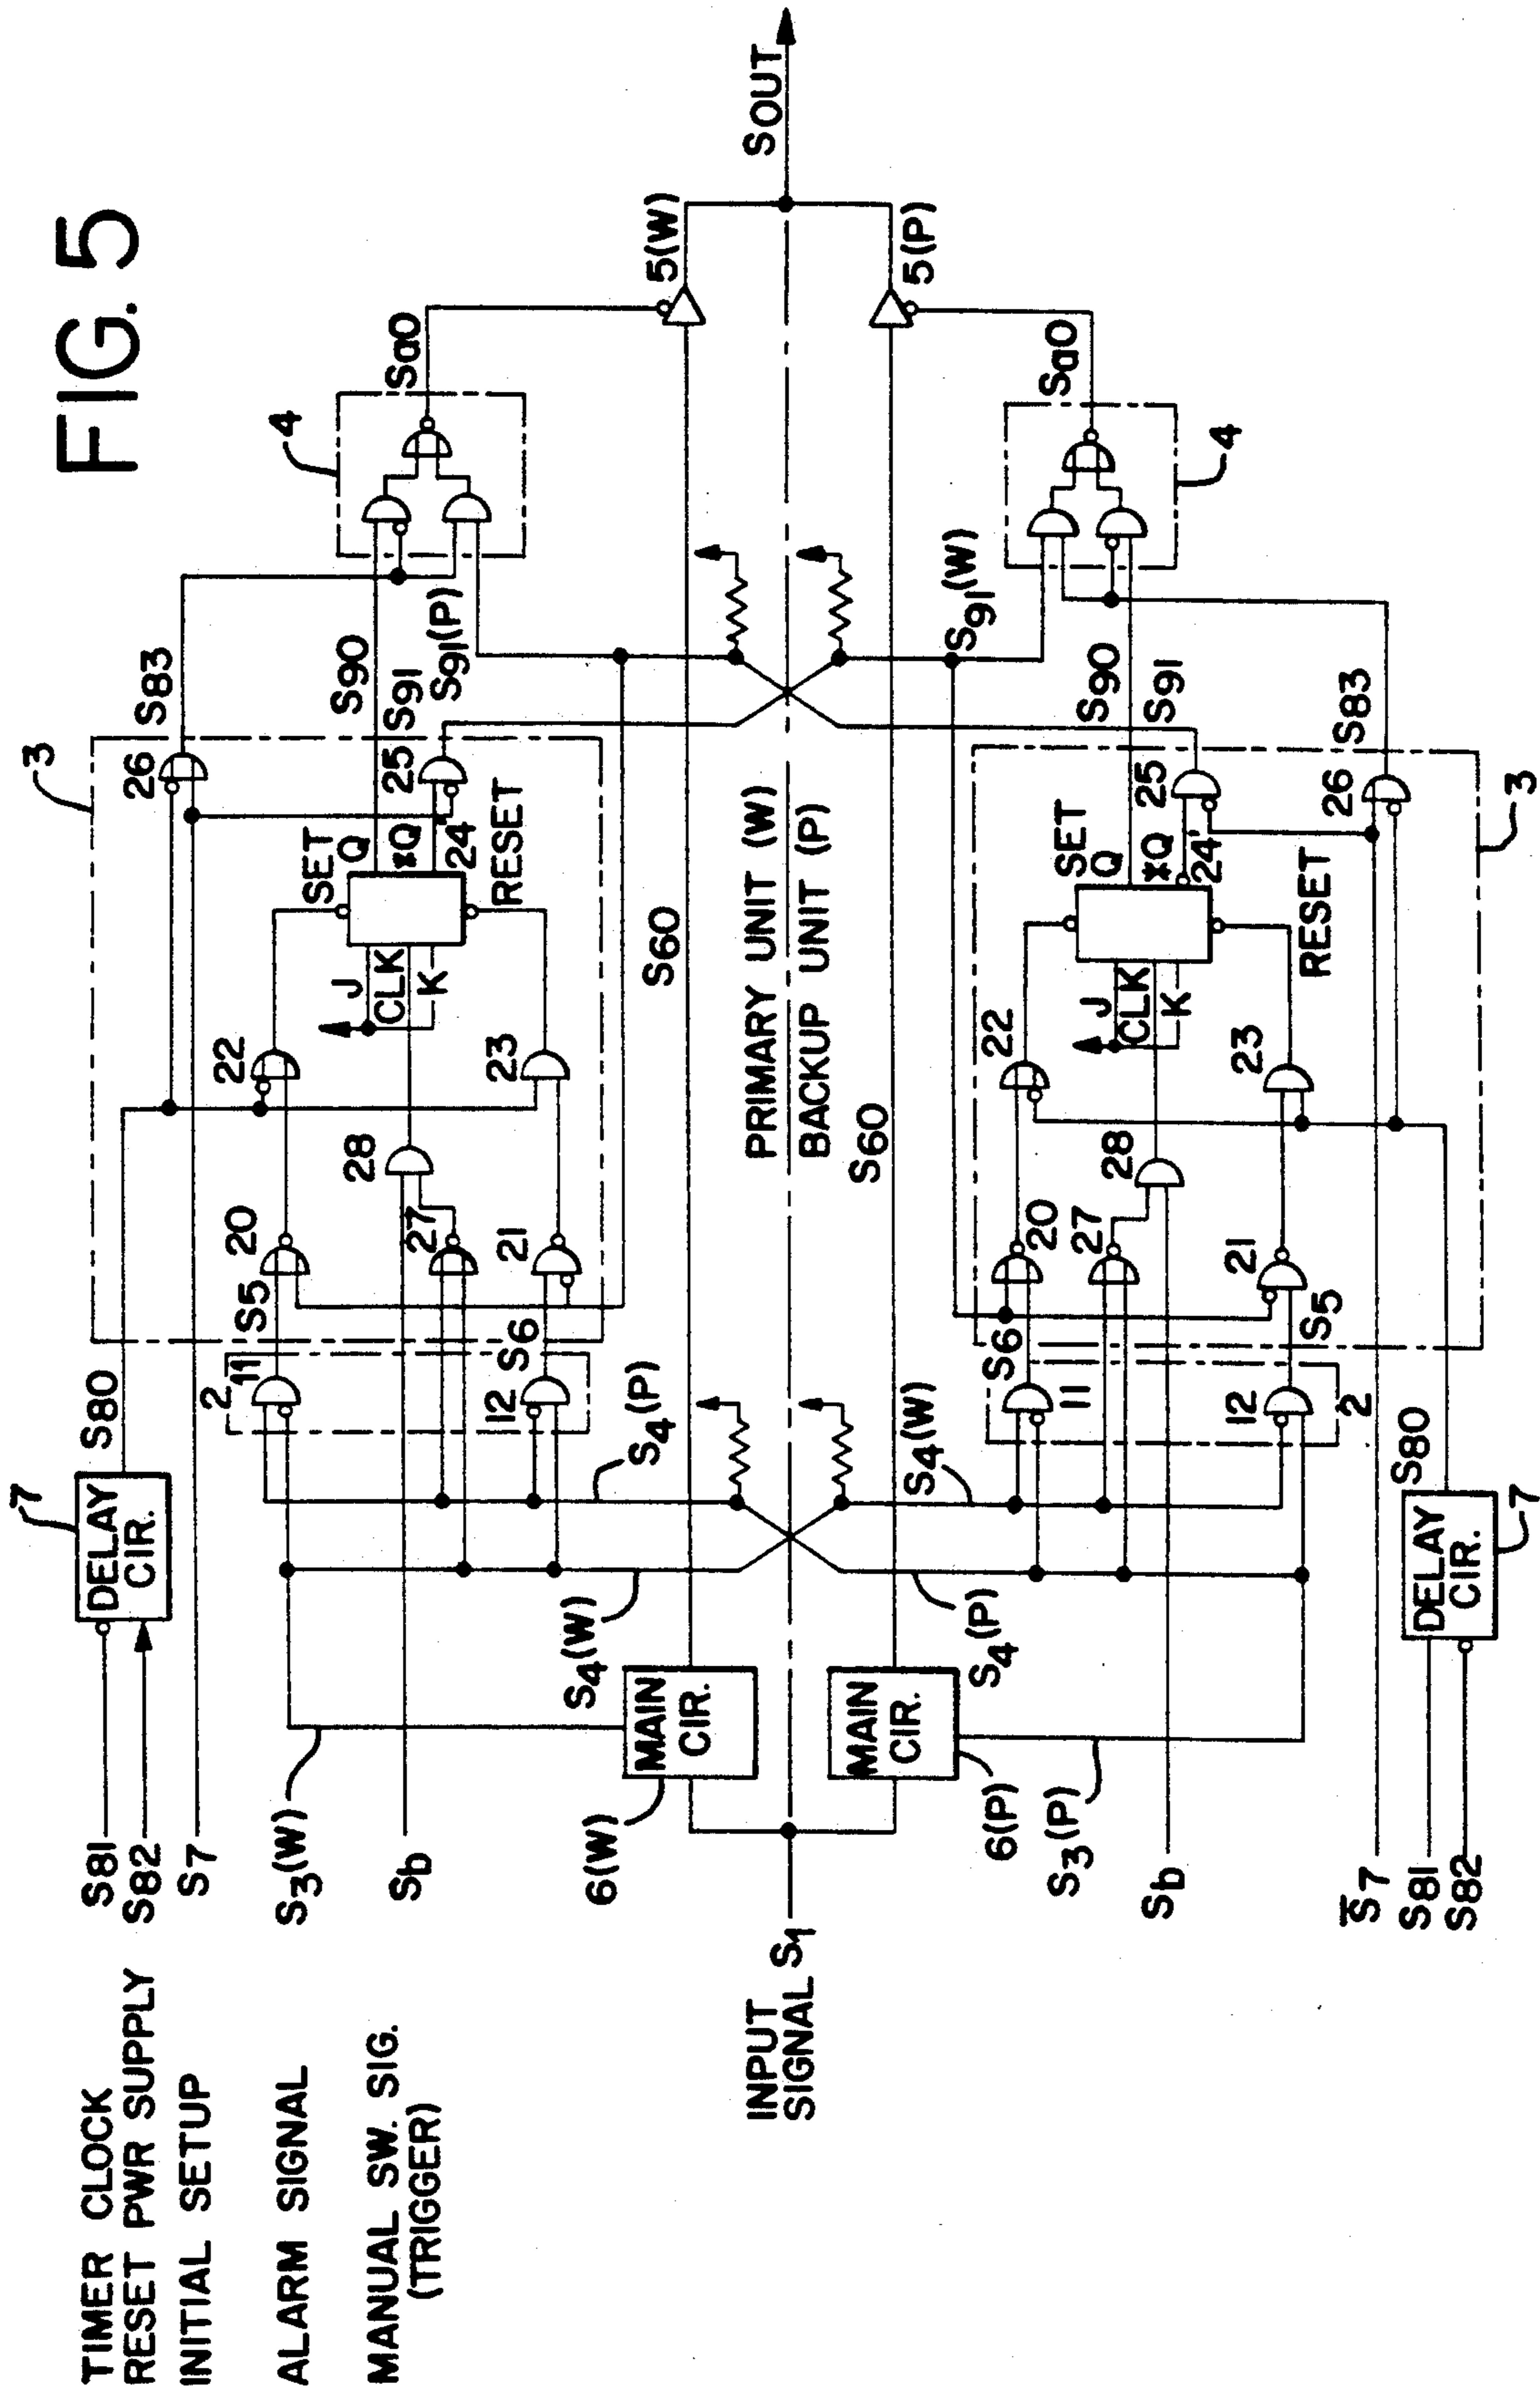 FIG. 5
TIMER CLOCK
RESET PWR SUPPLY
INITIAL SETUP
ALARM SIGNAL
MANUAL SW. SIG.
(TRIGGER)
S81
S82
S7
S3(W)
Sb
7
DELAY
CIR.
S80
2
11
S5
12
S6
20
21
27
28
22
23
3
J
CLK
K
SET
Q
*Q
24
RESET
25
26
S83
S90
S91
S91(P)
4
Sa0
5(W)
S4(P)
S4(W)
6(W)
MAIN
CIR.
S60
INPUT
SIGNAL S1
PRIMARY UNIT (W)
BACKUP UNIT (P)
SOUT
MAIN
CIR.
6(P)
S60
5(P)
S4(W)
S4(P)
S3(P)
Sb
S6
11
12
S5
2
20
27
21
28
22
23
J
CLK
K
SET
Q
*Q
24'
RESET
25
26
3
S90
S91
S91(W)
S83
4
Sa0
S̅7
S81
S82
DELAY
CIR.
7
S80